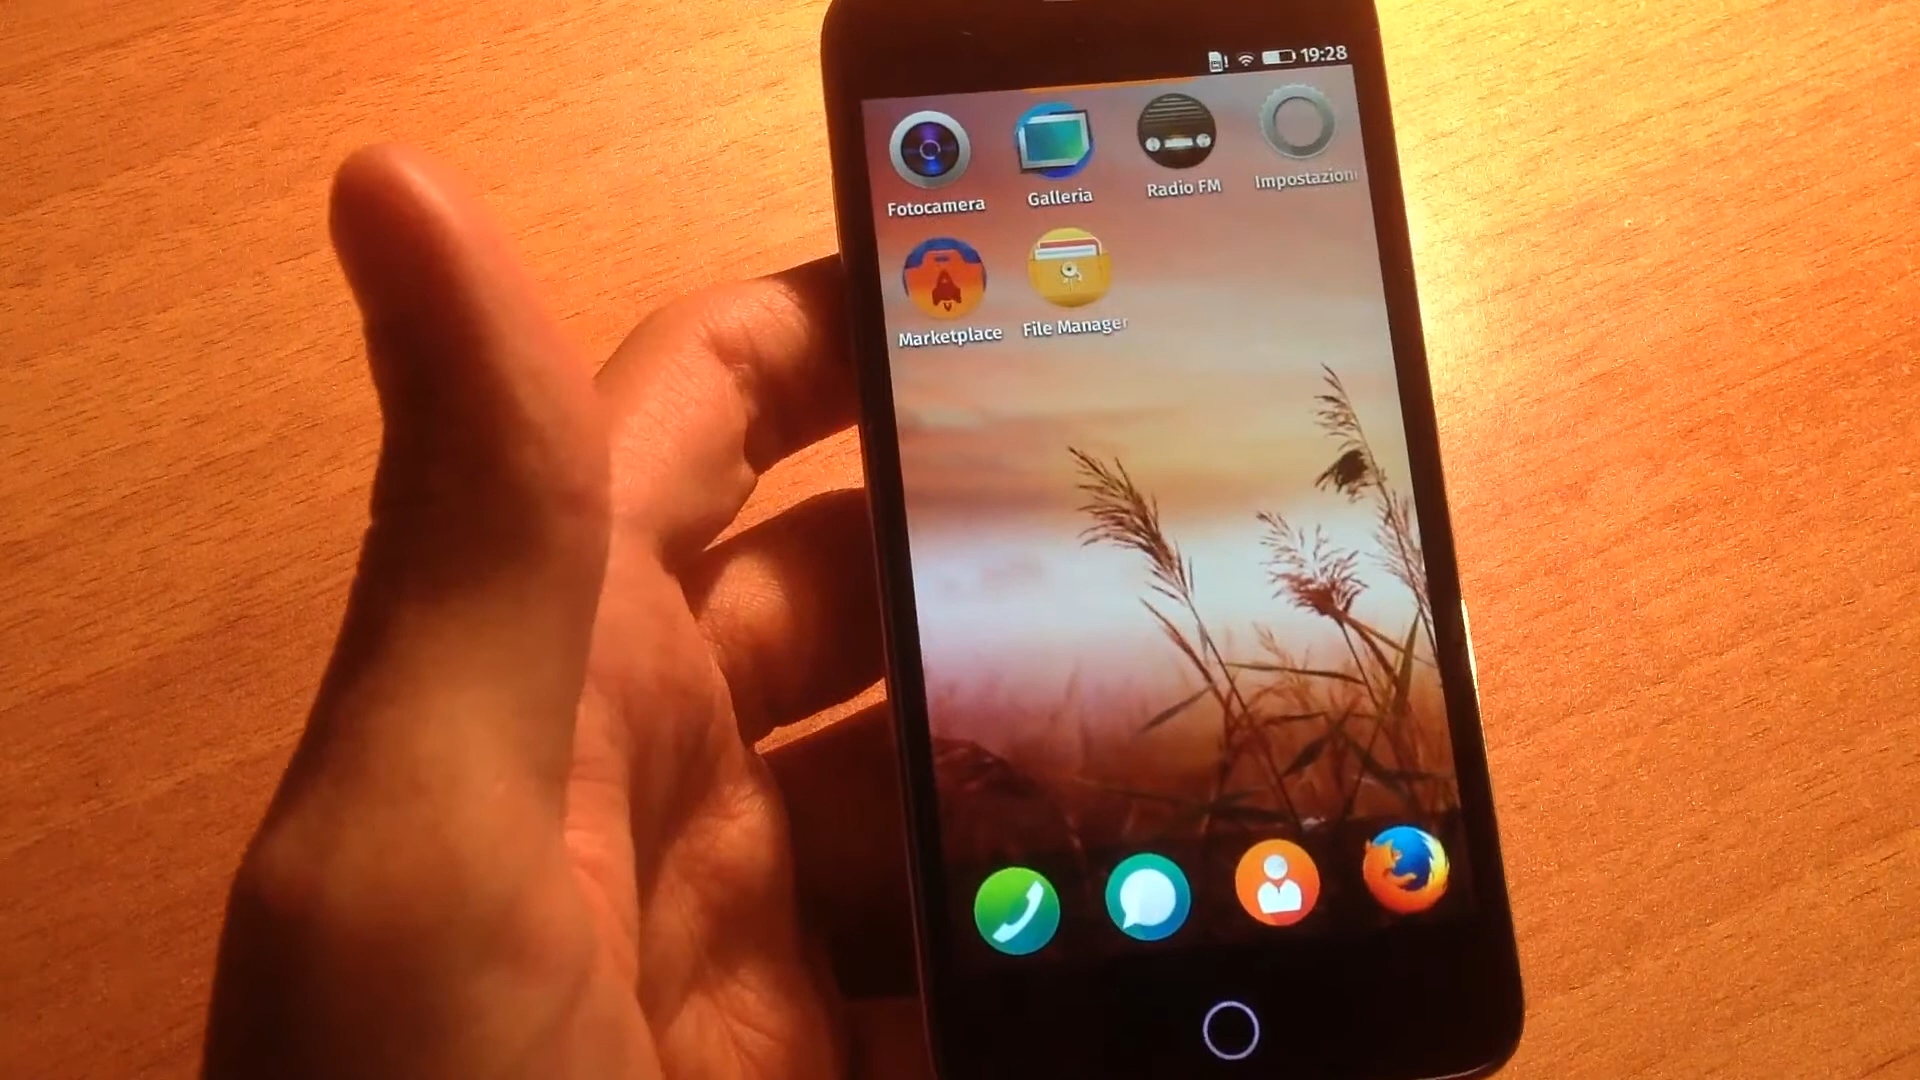 19:28
Fotocamera
Galleria
Radio FM
Impostazioni
Marketplace
File Manager